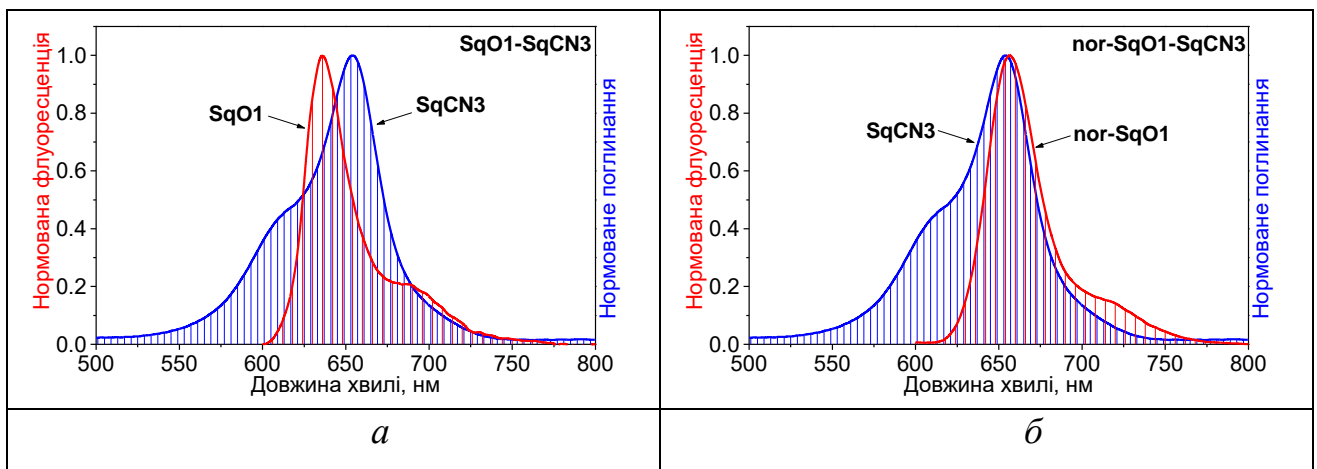 SqO1-SqCN3
Нормована флуоресценція
1.0
0.8
0.6
0.4
0.2
0.0
SqO1
SqCN3
500 550 600 650 700 750 800
Довжина хвилі, нм
Нормоване поглинання
nor-SqO1-SqCN3
Нормована флуоресценція
1.0
0.8
0.6
0.4
0.2
0.0
SqCN3
nor-SqO1
500 550 600 650 700 750 800
Довжина хвилі, нм
Нормоване поглинання
а
б